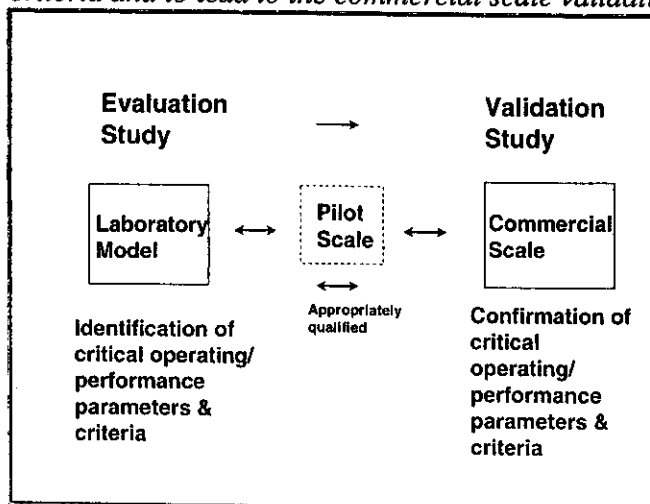 criteria and to lead to the commercial scale validati
Evaluation
Study
Validation
Study
Laboratory
Model
Pilot
Scale
Commercial
Scale
Appropriately
qualified
Identification of
critical operating/
performance
parameters &
criteria
Confirmation of
critical
operating/
performance
parameters &
criteria